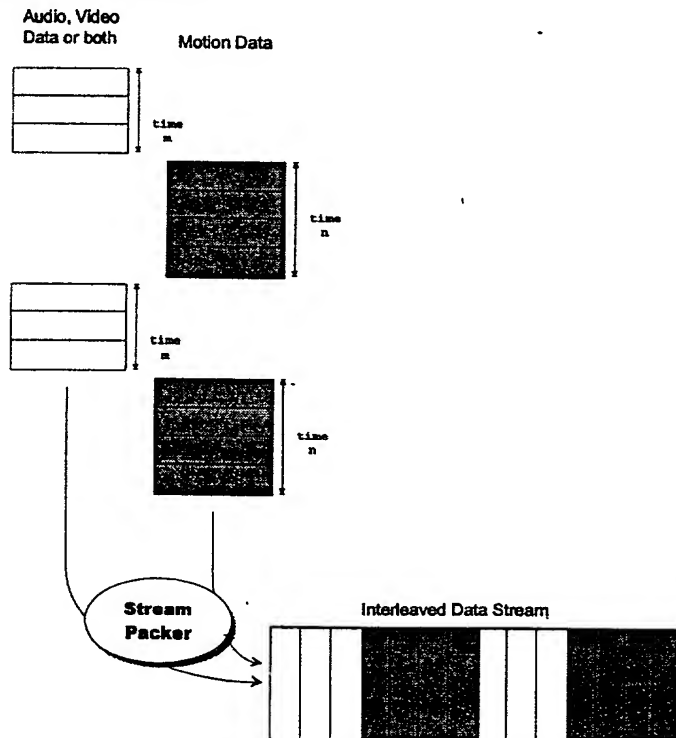 Audio, Video
Data or both
Motion Data
time
m
time
n
time
m
time
n
Stream
Packer
Interleaved Data Stream